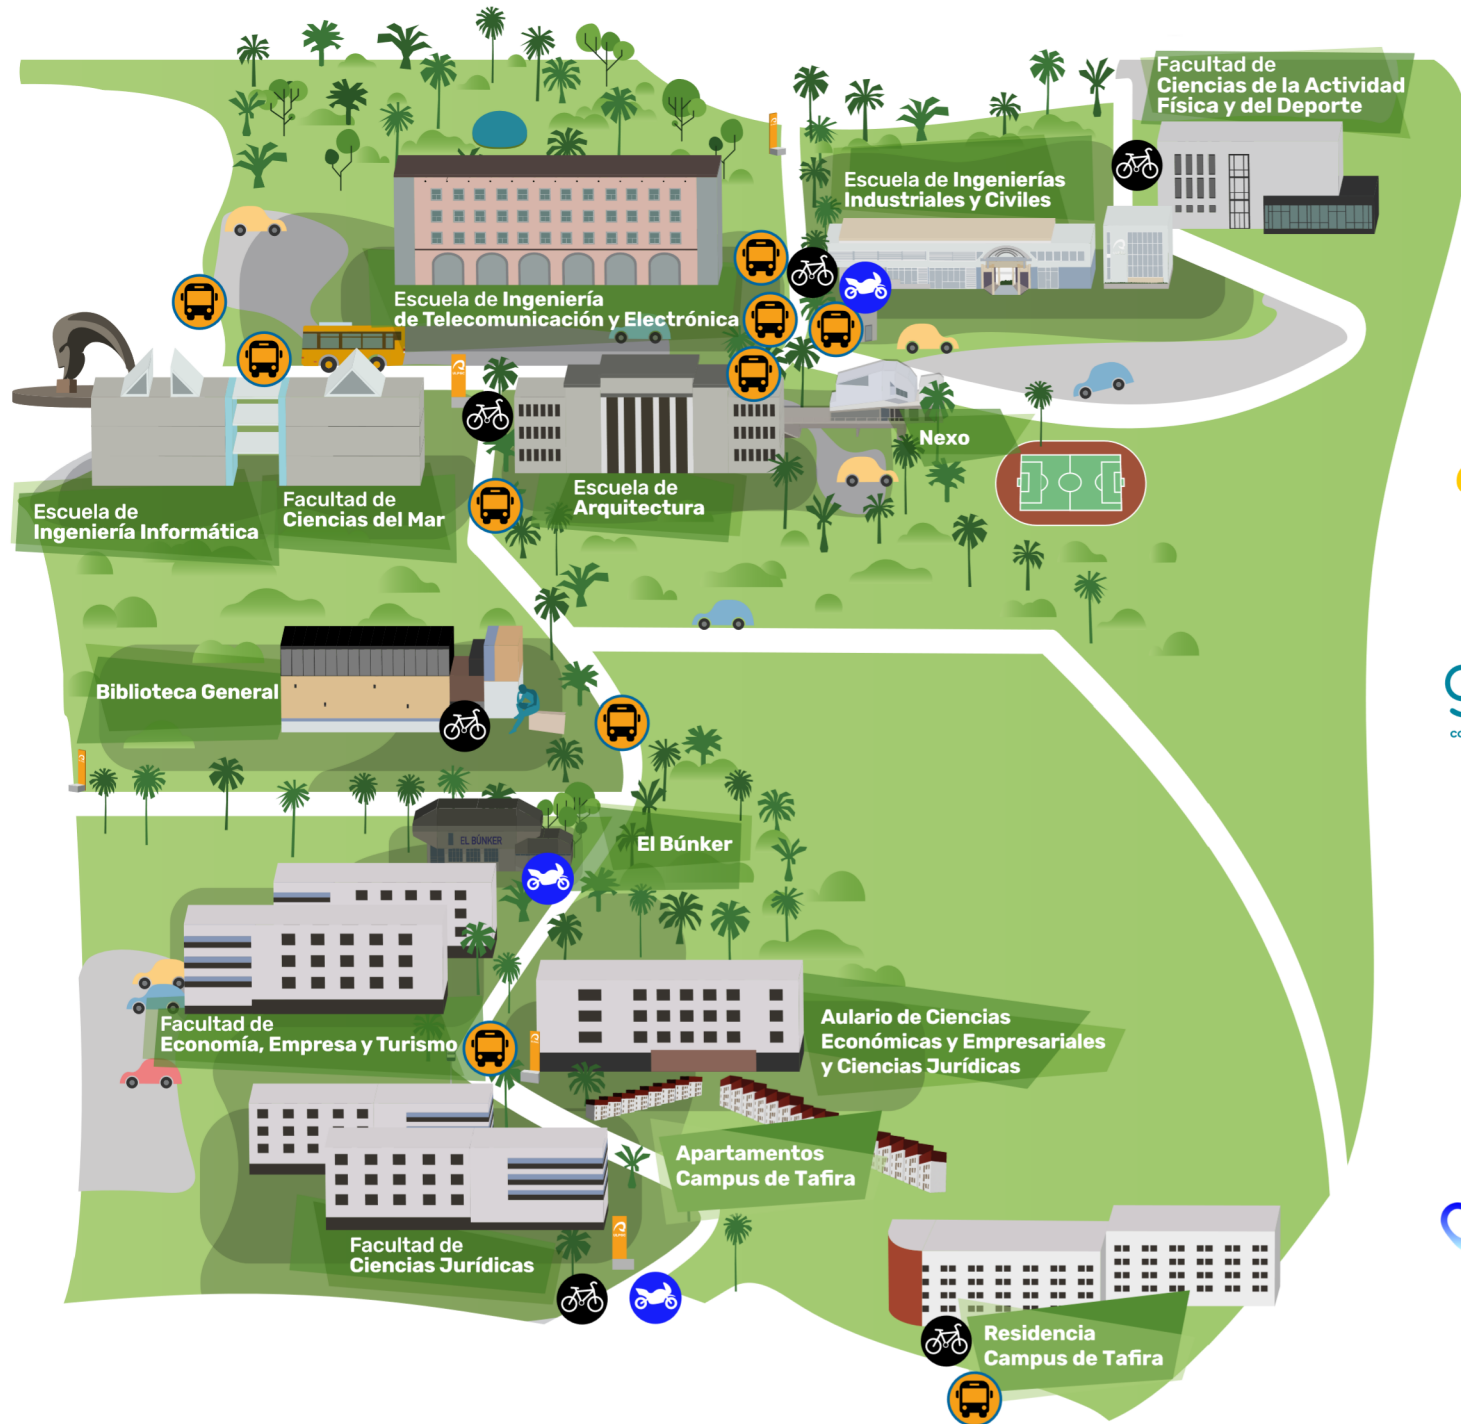 Facultad de
Ciencias de la Actividad
Física y del Deporte
Escuela de Ingenierías
Industriales y Civiles
Escuela de Ingeniería
de Telecomunicación y Electrónica
Nexo
Escuela de
Arquitectura
Facultad de
Ciencias del Mar
Escuela de
Ingeniería Informática
Biblioteca General
EL BÚNKER
El Búnker
Facultad de
Economía, Empresa y Turismo
Aulario de Ciencias
Económicas y Empresariales
y Ciencias Jurídicas
Apartamentos
Campus de Tafira
Facultad de
Ciencias Jurídicas
Residencia
Campus de Tafira